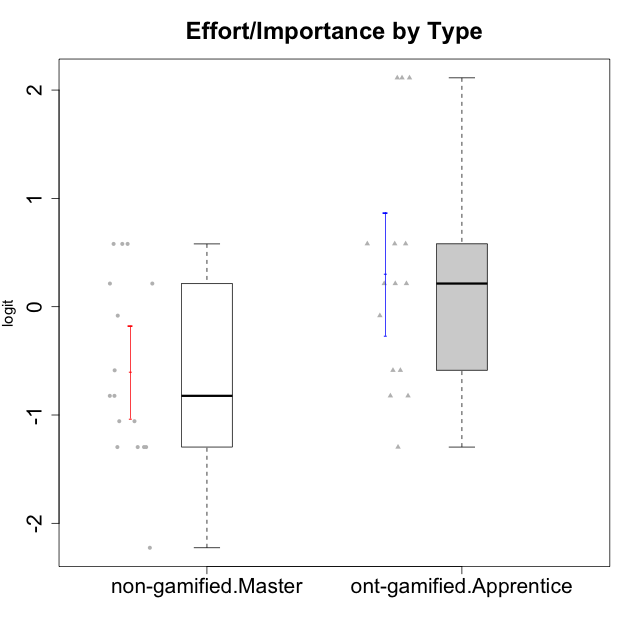 Effort/Importance by Type
logit
2
1
0
-1
-2
non-gamified.Master
ont-gamified.Apprentice